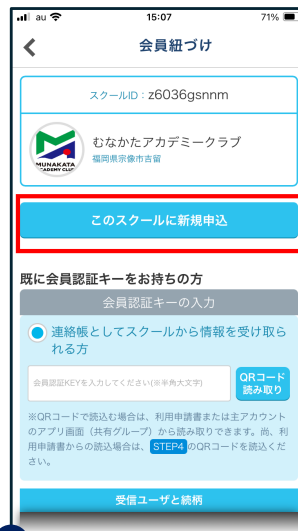 au 15:07 71%
会員紐づけ
スクールID：z6036gsnnm
MUNAKATA
ACADEMY CLUB
むなかたアカデミークラブ
福岡県宗像市吉留
このスクールに新規申込
既に会員認証キーをお持ちの方
会員認証キーの入力
連絡帳としてスクールから情報を受け取ら
れる方
会員認証KEYを入力してください(※半角大文字)
QRコード
読み取り
※QRコードで読込む場合は、利用申請書または主アカウント
のアプリ画面（共有グループ）から読み取りできます。尚、利
用申請書からの読込場合は、STEP4のQRコードを読込くだ
さい。
受信ユーザと続柄